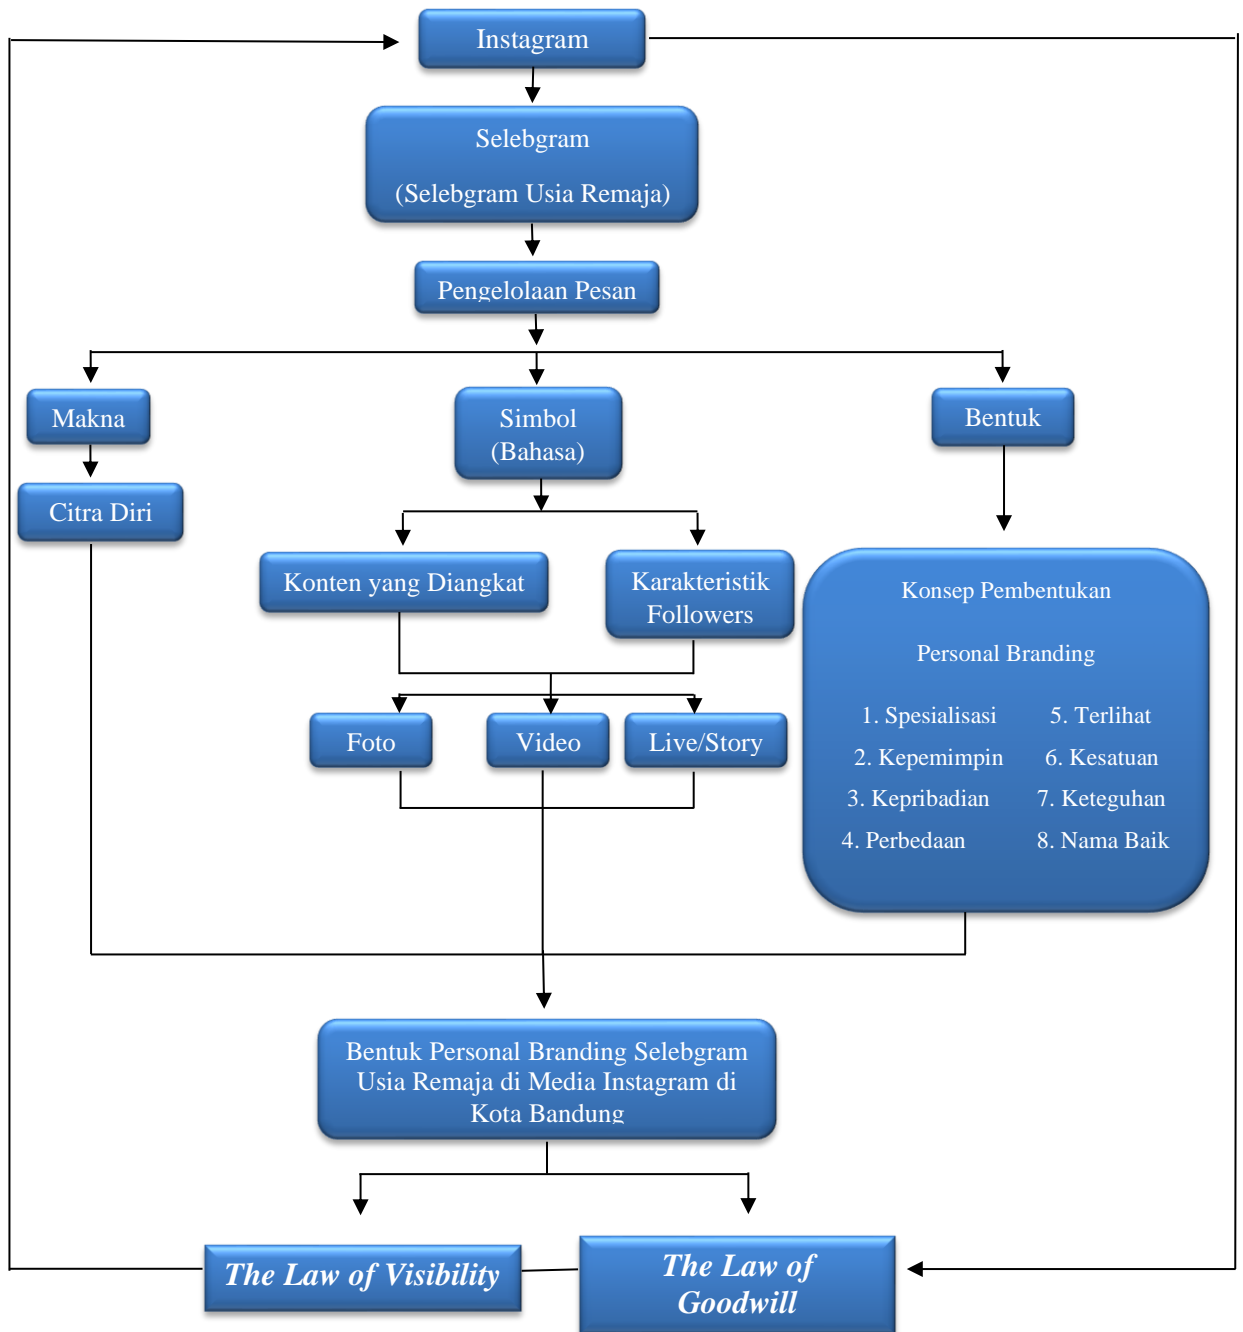 Instagram
Selebgram
(Selebgram Usia Remaja)
Pengelolaan Pesan
Makna
Simbol
(Bahasa)
Bentuk
Citra Diri
Konten yang Diangkat
Karakteristik
Followers
Konsep Pembentukan
Personal Branding
1. Spesialisasi
5. Terlihat
2. Kepemimpin
6. Kesatuan
3. Kepribadian
7. Keteguhan
4. Perbedaan
8. Nama Baik
Foto
Video
Live/Story
Bentuk Personal Branding Selebgram
Usia Remaja di Media Instagram di
Kota Bandung
The Law of Visibility
The Law of
Goodwill